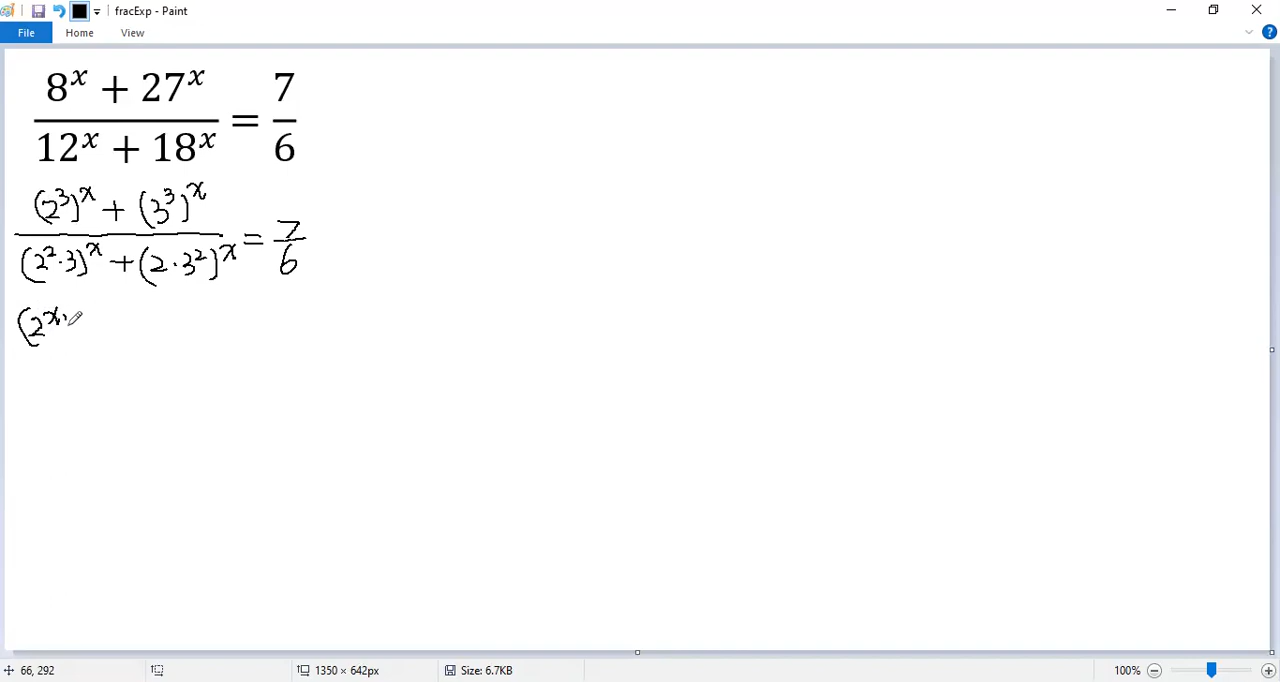 fracExp - Paint
File Home View
8^x + 27^x / 12^x + 18^x = 7/6
(2^3)^x + (3^3)^x / (2^2 · 3)^x + (2 · 3^2)^x = 7/6
(2^x
66, 292 1350 × 642px Size: 6.7KB 100%